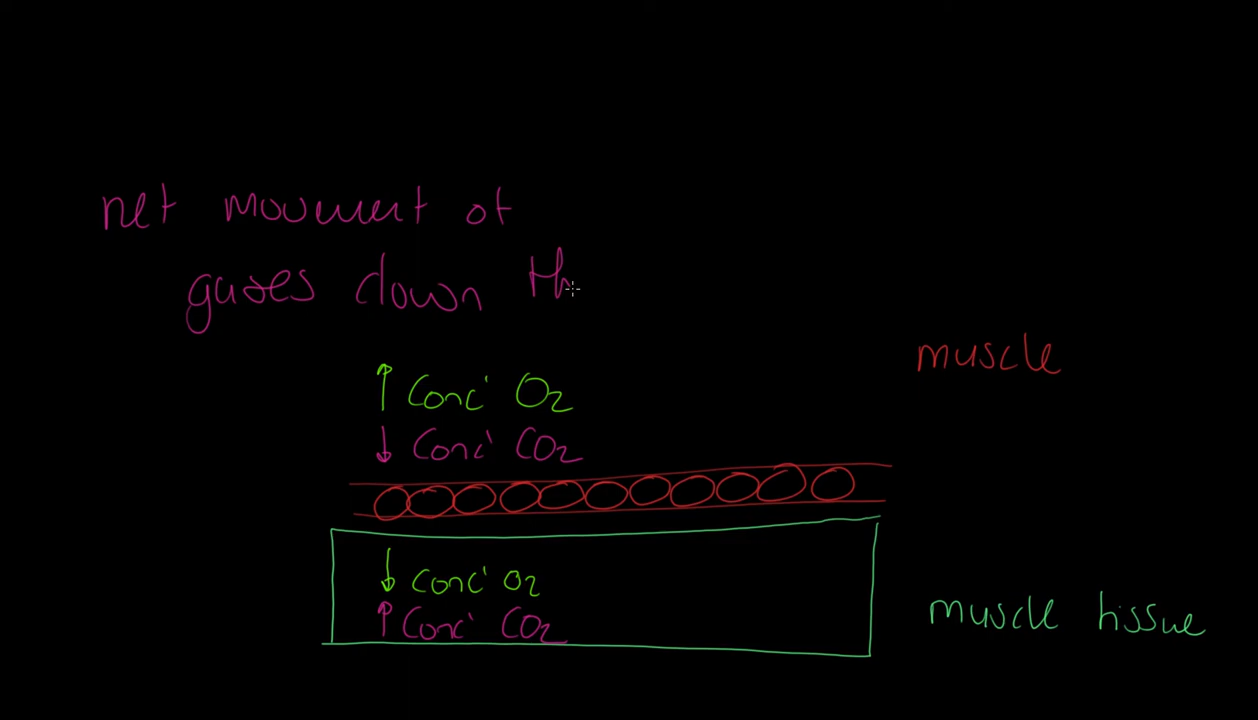 net movement of
gases down th
muscle
↑ Conc' O2
↓ Conc' CO2
↓ Conc' O2
↑ Conc' CO2
muscle tissue